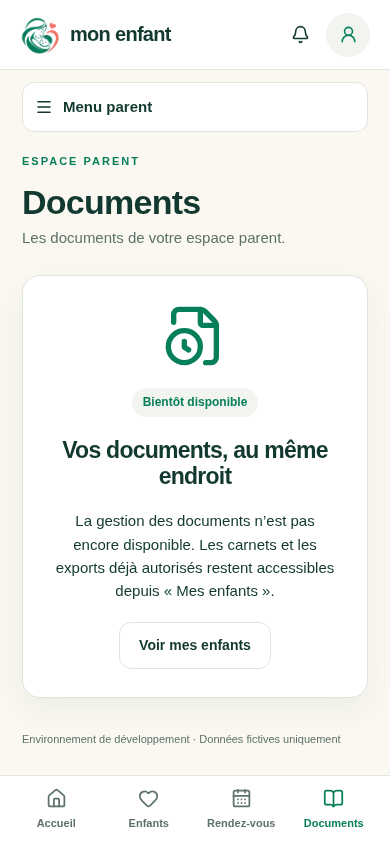 mon enfant
Menu parent
ESPACE PARENT
Documents
Les documents de votre espace parent.
Bientôt disponible
Vos documents, au même
endroit
La gestion des documents n’est pas
encore disponible. Les carnets et les
exports déjà autorisés restent accessibles
depuis « Mes enfants ».
Voir mes enfants
Environnement de développement · Données fictives uniquement
Accueil
Enfants
Rendez-vous
Documents